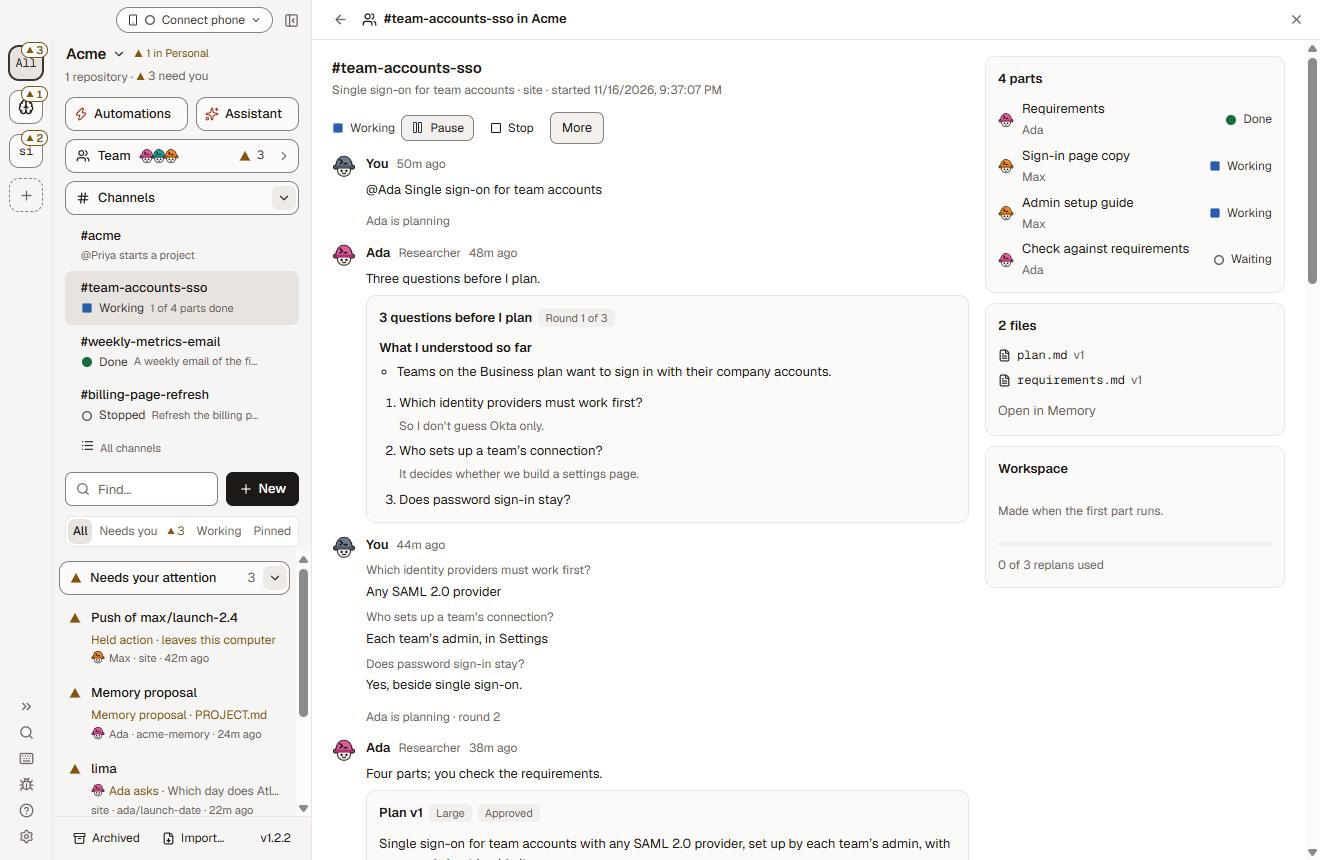 Connect phone
#team-accounts-sso in Acme
3
All
1
2
si
Acme
1 in Personal
1 repository · 3 need you
Automations
Assistant
Team
3
Channels
#acme
@Priya starts a project
#team-accounts-sso
Working 1 of 4 parts done
#weekly-metrics-email
Done A weekly email of the fi…
#billing-page-refresh
Stopped Refresh the billing p…
All channels
Find…
New
All
Needs you 3
Working
Pinned
Needs your attention
3
Push of max/launch-2.4
Held action · leaves this computer
Max · site · 42m ago
Memory proposal
Memory proposal · PROJECT.md
Ada · acme-memory · 24m ago
lima
Ada asks · Which day does Atl…
site · ada/launch-date · 22m ago
Archived
Import…
v1.2.2
#team-accounts-sso
Single sign-on for team accounts · site · started 11/16/2026, 9:37:07 PM
Working
Pause
Stop
More
You 50m ago
@Ada Single sign-on for team accounts
Ada is planning
Ada Researcher 48m ago
Three questions before I plan.
3 questions before I plan Round 1 of 3
What I understood so far
Teams on the Business plan want to sign in with their company accounts.
1. Which identity providers must work first?
So I don’t guess Okta only.
2. Who sets up a team’s connection?
It decides whether we build a settings page.
3. Does password sign-in stay?
You 44m ago
Which identity providers must work first?
Any SAML 2.0 provider
Who sets up a team’s connection?
Each team’s admin, in Settings
Does password sign-in stay?
Yes, beside single sign-on.
Ada is planning · round 2
Ada Researcher 38m ago
Four parts; you check the requirements.
Plan v1 Large Approved
Single sign-on for team accounts with any SAML 2.0 provider, set up by each team’s admin, with
4 parts
Requirements
Ada
Done
Sign-in page copy
Max
Working
Admin setup guide
Max
Working
Check against requirements
Ada
Waiting
2 files
plan.md v1
requirements.md v1
Open in Memory
Workspace
Made when the first part runs.
0 of 3 replans used